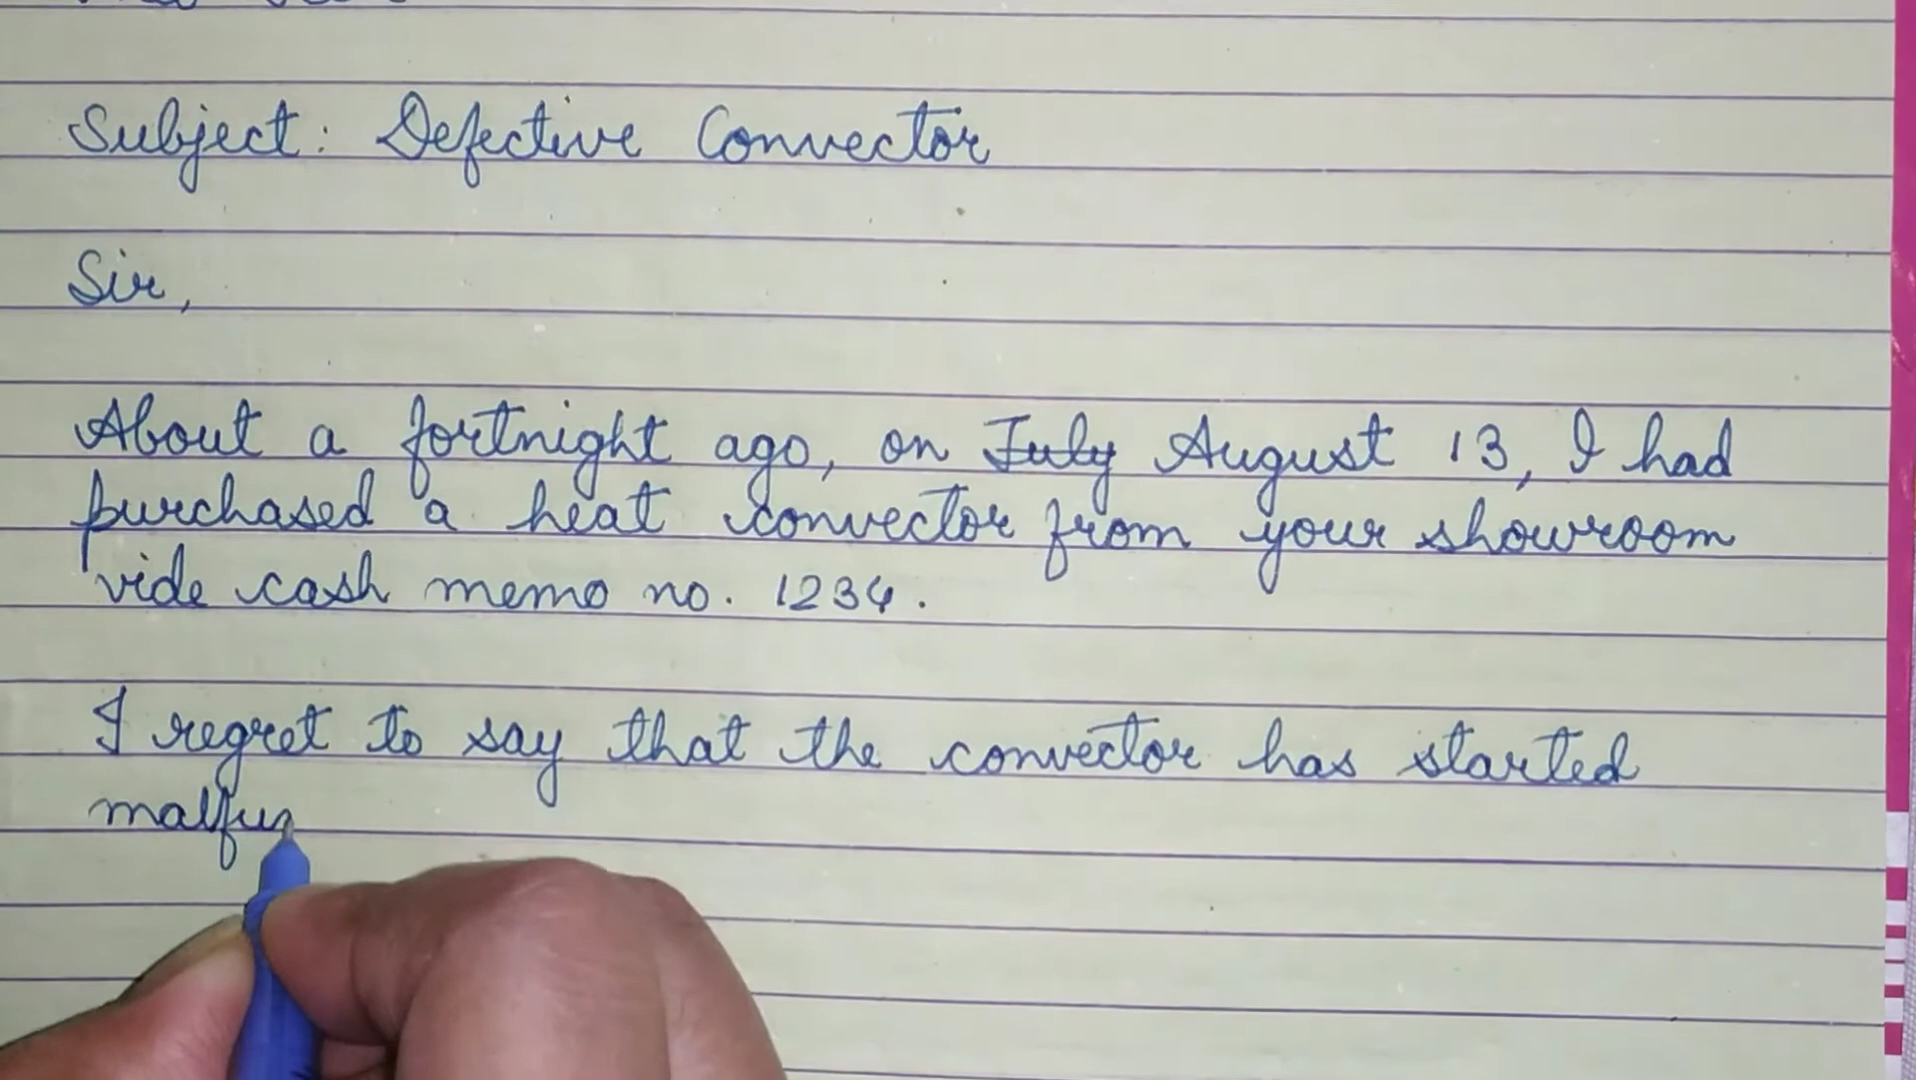 Subject: Defective Convector
Sir,
About a fortnight ago, on July August 13, I had
purchased a heat convector from your showroom
vide cash memo no. 1234.
I regret to say that the convector has started
malfun